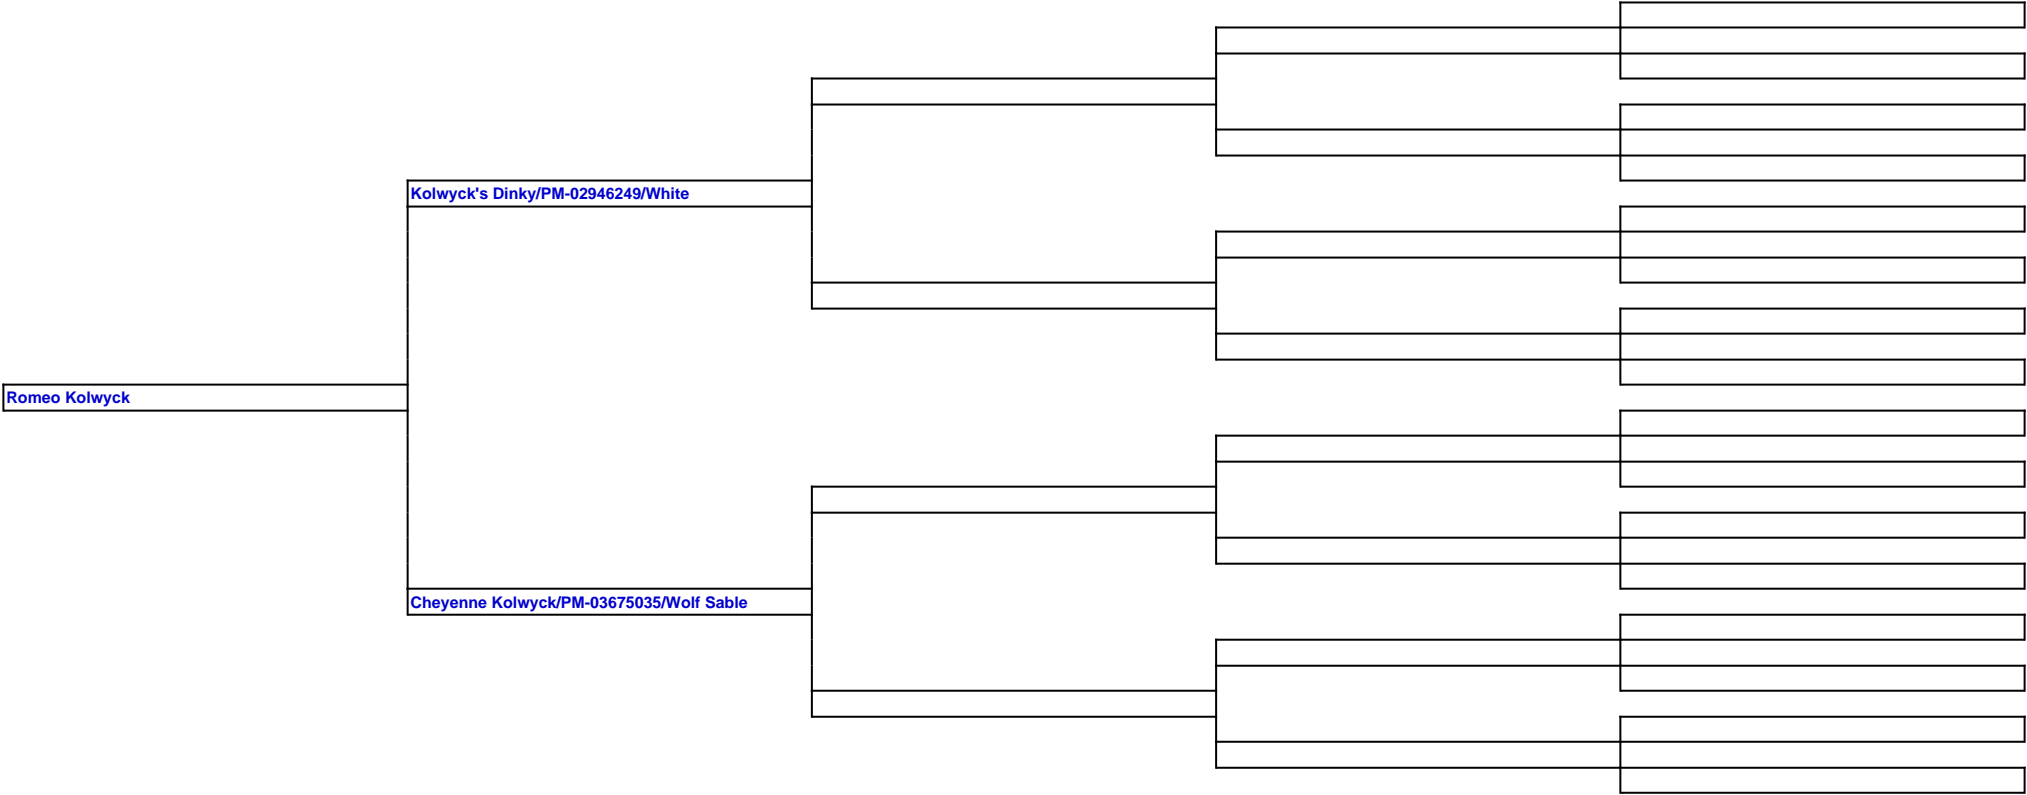 Kolwyck's Dinky/PM-02946249/White
Romeo Kolwyck
Cheyenne Kolwyck/PM-03675035/Wolf Sable